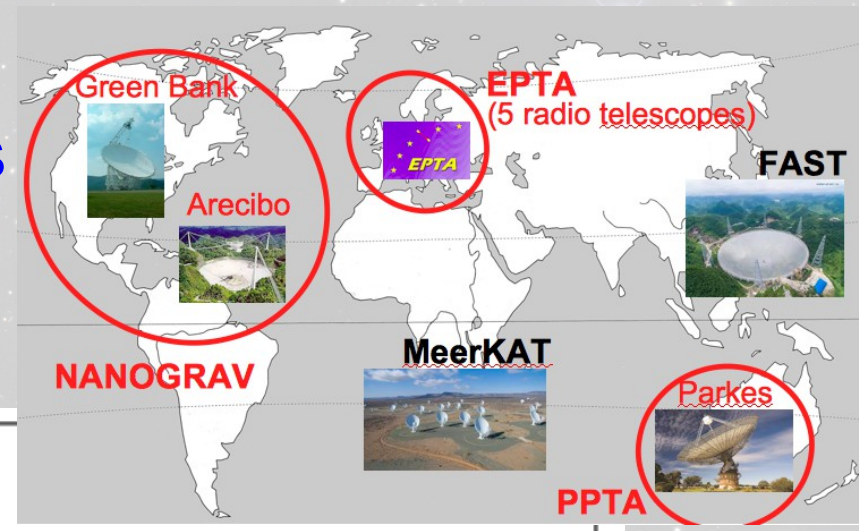 Green Bank
EPTA
(5 radio telescopes)
EPTA
S
FAST
Arecibo
MeerKAT
NANOGRAV
Parkes
PPTA